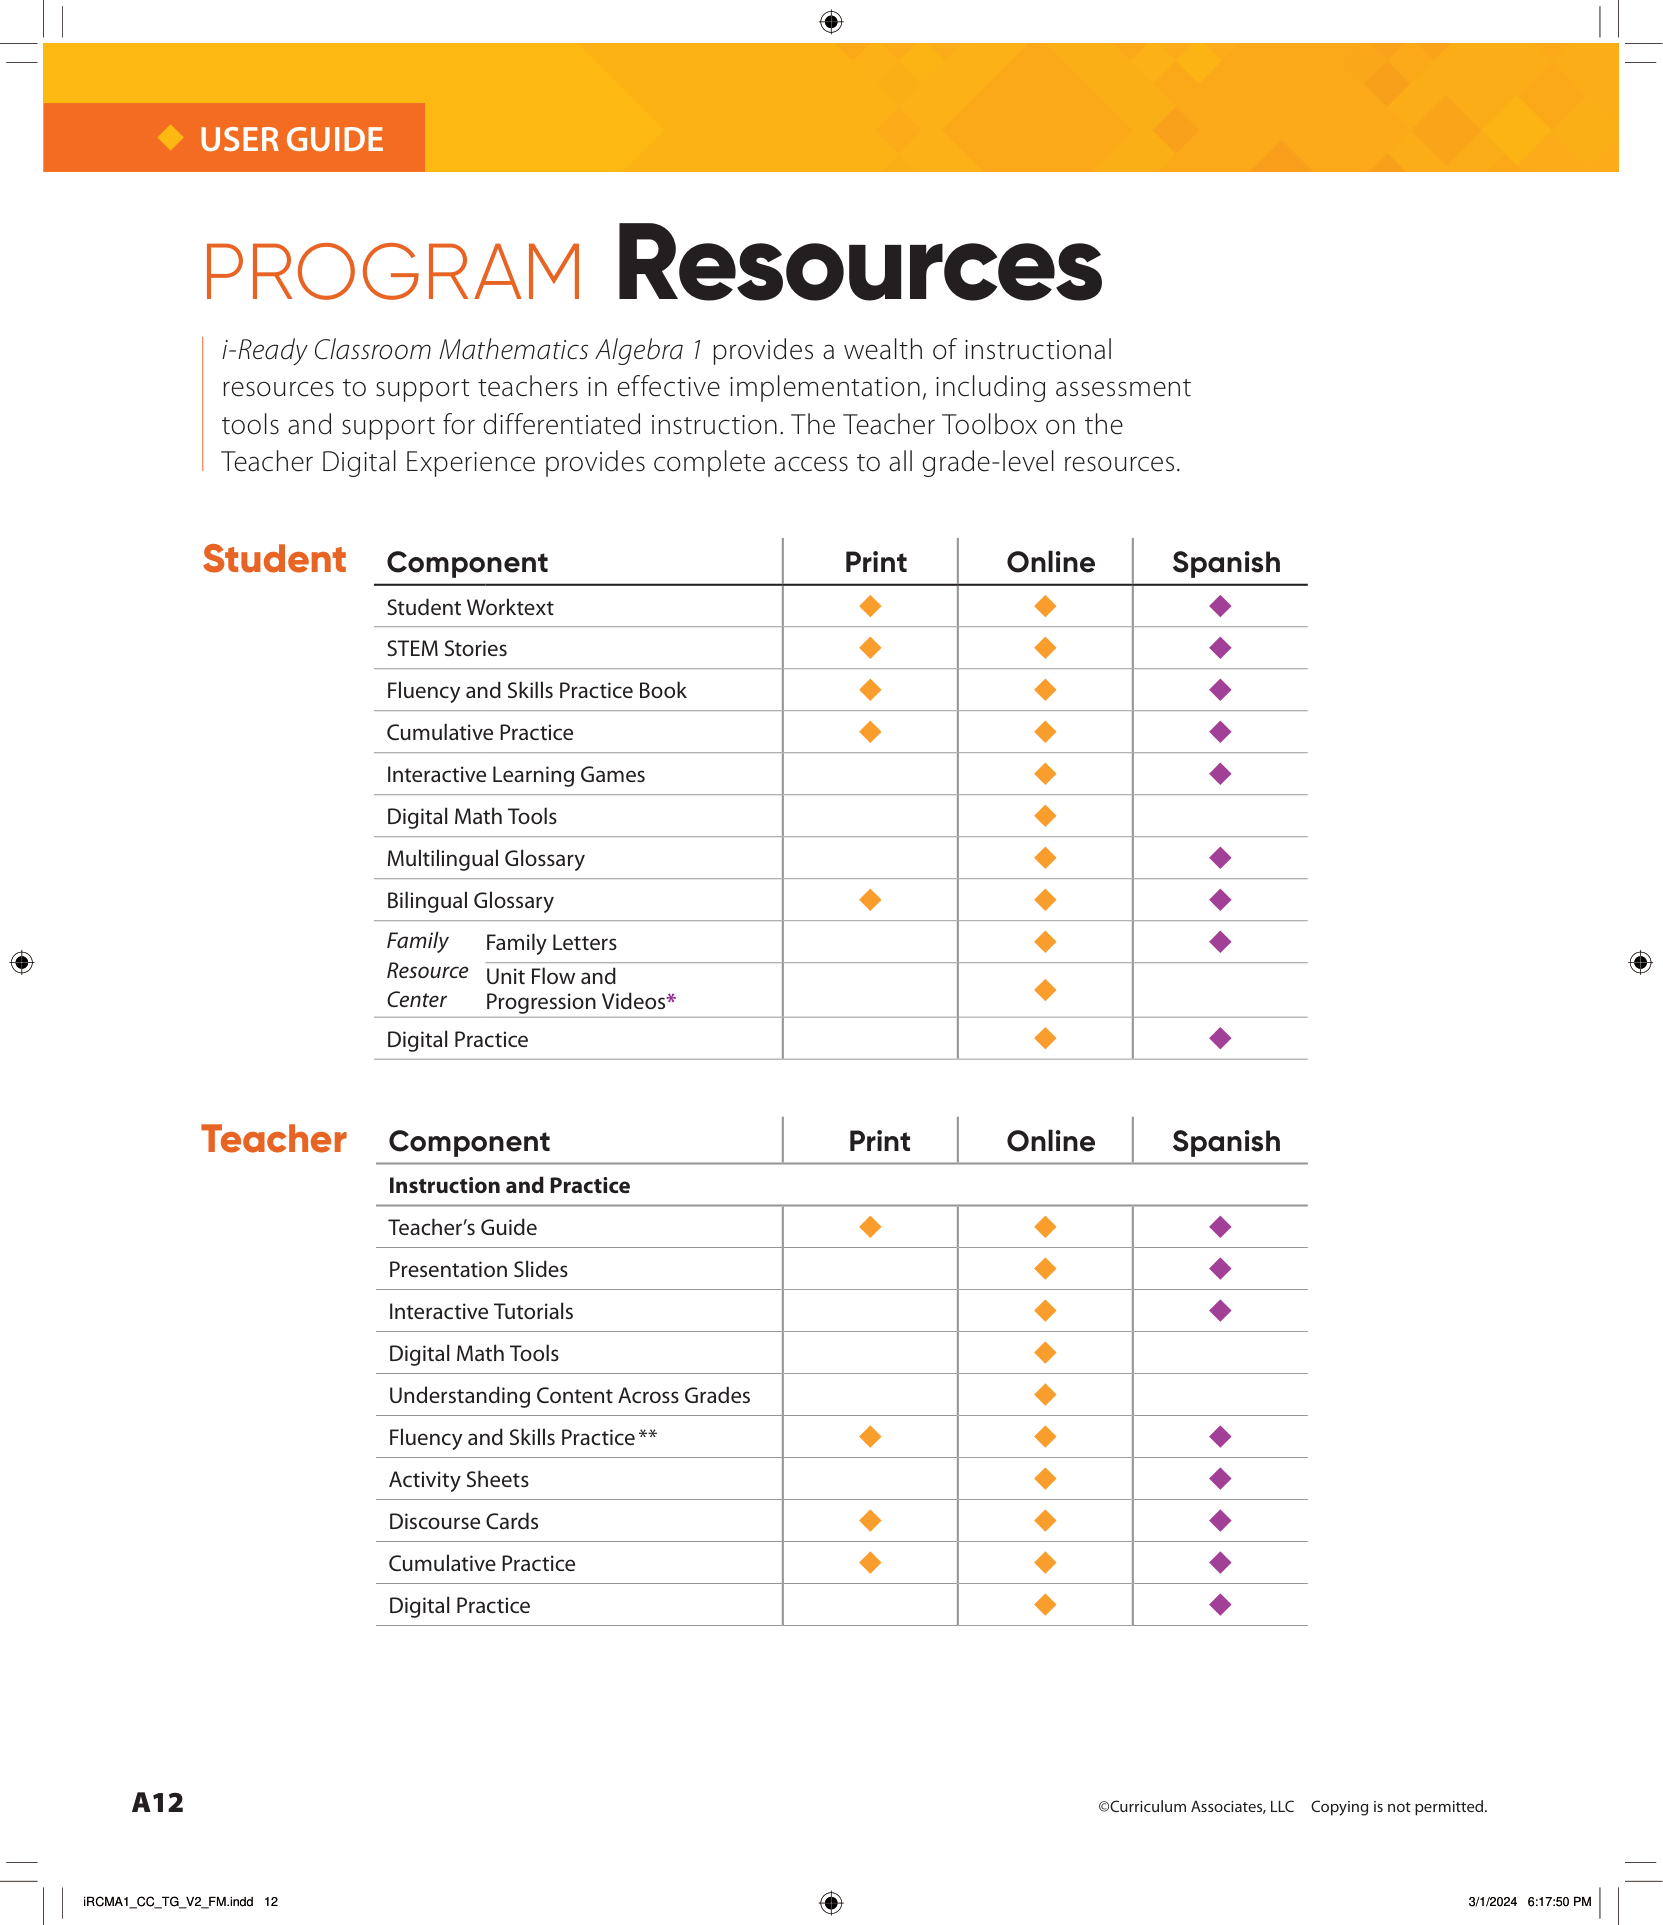 USER GUIDE
PROGRAM Resources
i-Ready Classroom Mathematics Algebra 1 provides a wealth of instructional
resources to support teachers in effective implementation, including assessment
tools and support for differentiated instruction. The Teacher Toolbox on the
Teacher Digital Experience provides complete access to all grade-level resources.
Student
Component Print Online Spanish
Student Worktext
STEM Stories
Fluency and Skills Practice Book
Cumulative Practice
Interactive Learning Games
Digital Math Tools
Multilingual Glossary
Bilingual Glossary
Family
Resource
Center
Family Letters
Unit Flow and
Progression Videos*
Digital Practice
Teacher
Component Print Online Spanish
Instruction and Practice
Teacher’s Guide
Presentation Slides
Interactive Tutorials
Digital Math Tools
Understanding Content Across Grades
Fluency and Skills Practice**
Activity Sheets
Discourse Cards
Cumulative Practice
Digital Practice
A12
©Curriculum Associates, LLC Copying is not permitted.
iRCMA1_CC_TG_V2_FM.indd 12
3/1/2024 6:17:50 PM